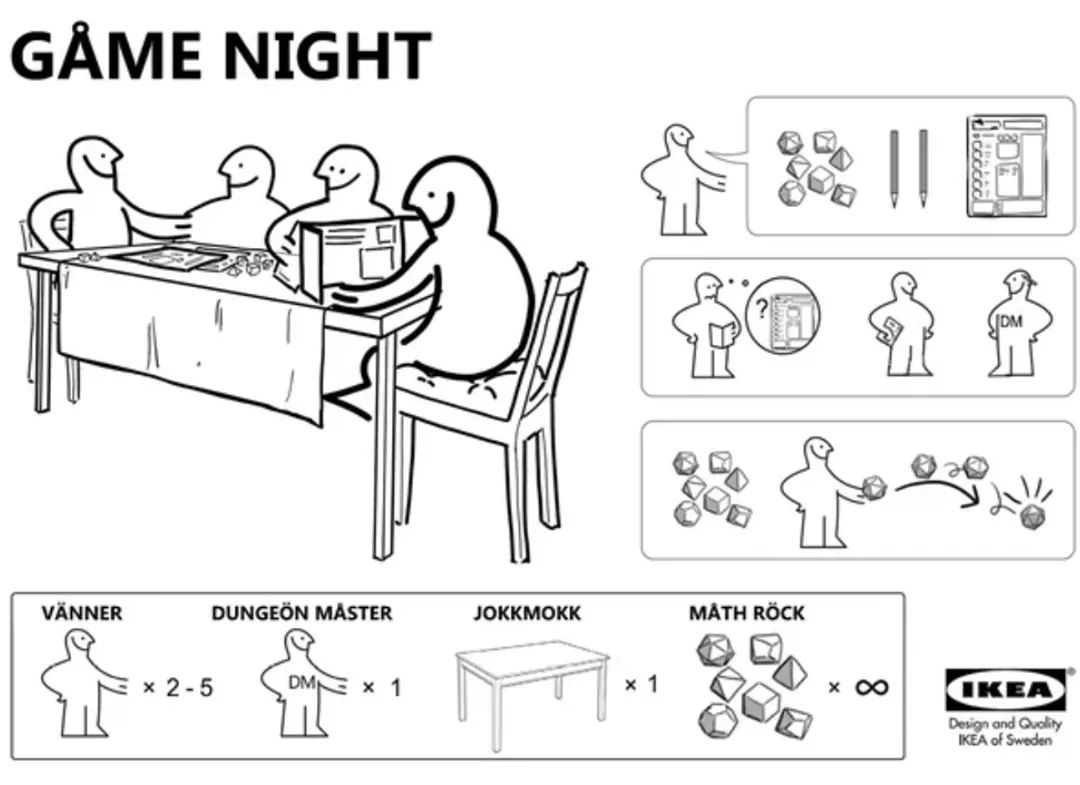 GÅME NIGHT
?
DM
VÄNNER
× 2 - 5
DUNGEÖN MÅSTER
DM
× 1
JOKKMOKK
× 1
MÅTH RÖCK
× ∞
IKEA®
Design and Quality
IKEA of Sweden